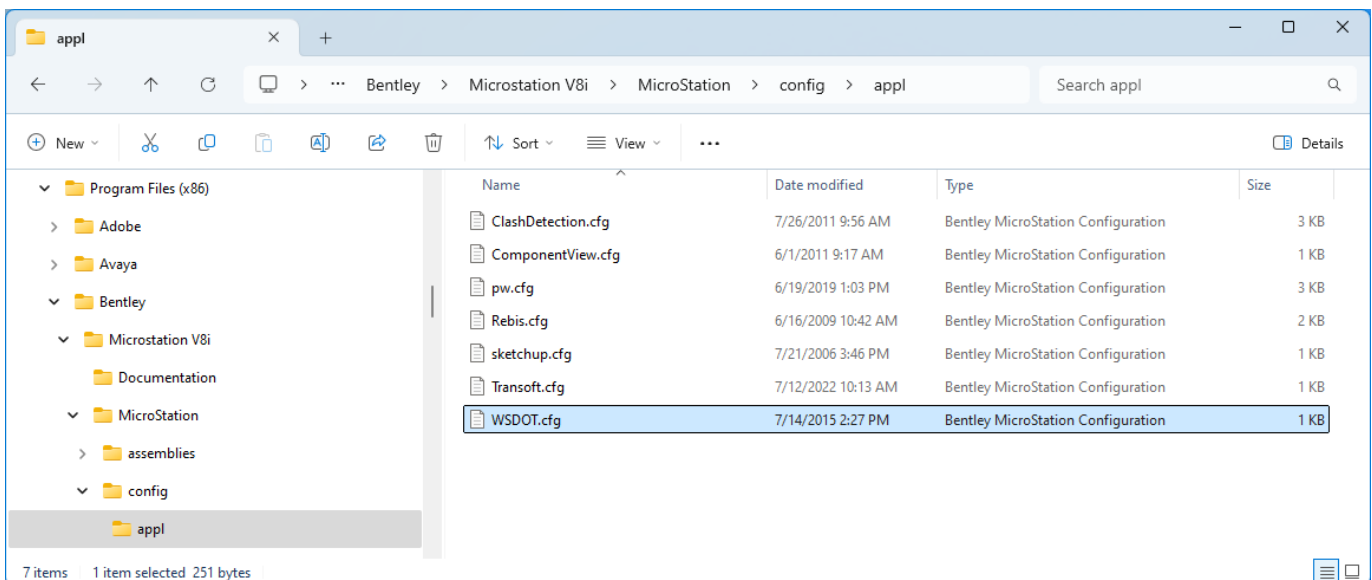 appl
Bentley > Microstation V8i > MicroStation > config > appl
Search appl
New
Sort
View
Details
Name Date modified Type Size
Program Files (x86)
Adobe
Avaya
Bentley
Microstation V8i
Documentation
MicroStation
assemblies
config
appl
ClashDetection.cfg 7/26/2011 9:56 AM Bentley MicroStation Configuration 3 KB
ComponentView.cfg 6/1/2011 9:17 AM Bentley MicroStation Configuration 1 KB
pw.cfg 6/19/2019 1:03 PM Bentley MicroStation Configuration 3 KB
Rebis.cfg 6/16/2009 10:42 AM Bentley MicroStation Configuration 2 KB
sketchup.cfg 7/21/2006 3:46 PM Bentley MicroStation Configuration 1 KB
Transoft.cfg 7/12/2022 10:13 AM Bentley MicroStation Configuration 1 KB
WSDOT.cfg 7/14/2015 2:27 PM Bentley MicroStation Configuration 1 KB
7 items 1 item selected 251 bytes